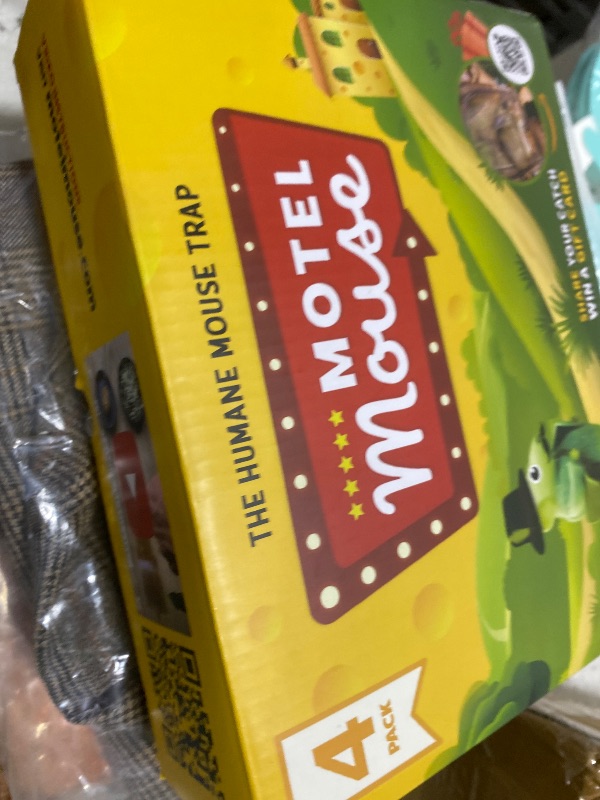 THE HUMANE MOUSE TRAP
MOTEL
Mouse
4
PACK
SHARE YOUR CATCH
WIN A GIFT CARD